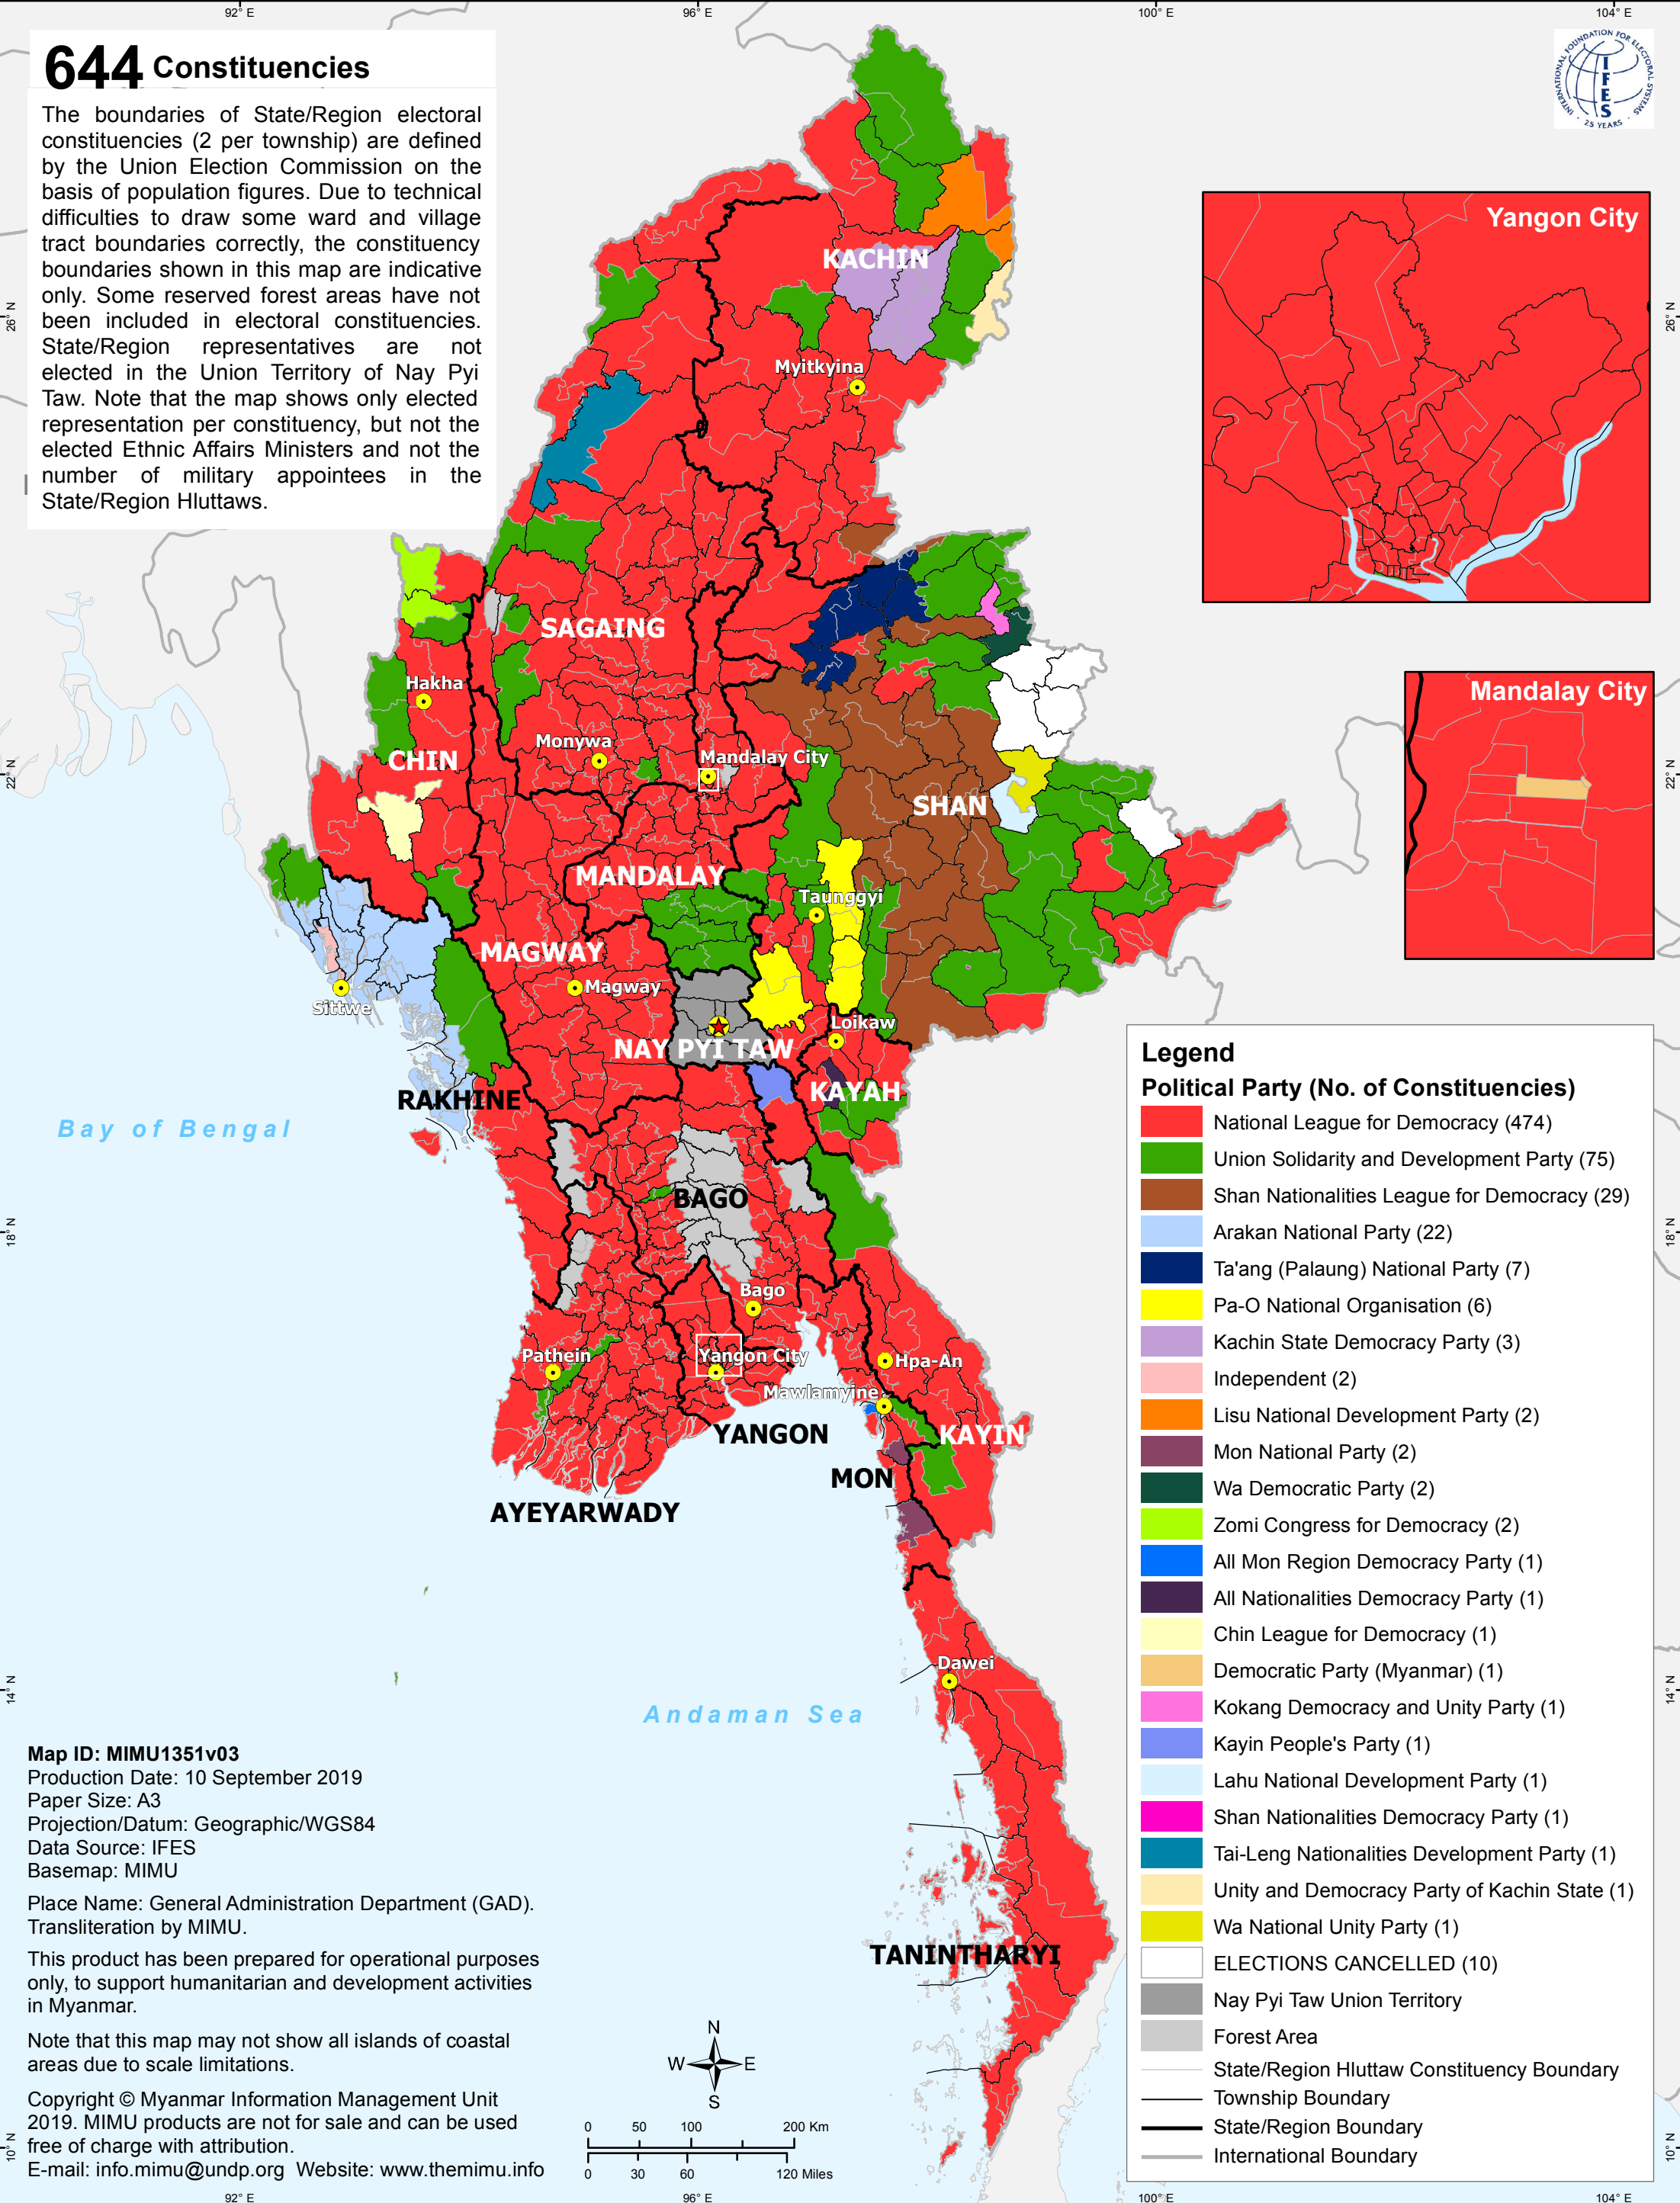 92° E
96° E
100° E
104° E
644 Constituencies
The boundaries of State/Region electoral
constituencies (2 per township) are defined
by the Union Election Commission on the
basis of population figures. Due to technical
difficulties to draw some ward and village
tract boundaries correctly, the constituency
boundaries shown in this map are indicative
only. Some reserved forest areas have not
been included in electoral constituencies.
State/Region representatives are not
elected in the Union Territory of Nay Pyi
Taw. Note that the map shows only elected
representation per constituency, but not the
elected Ethnic Affairs Ministers and not the
number of military appointees in the
State/Region Hluttaws.
INTERNATIONAL FOUNDATION FOR ELECTORAL SYSTEMS
IFES
25 YEARS
Yangon City
KACHIN
26° N
26° N
Myitkyina
SAGAING
Hakha
Mandalay City
Monywa
Mandalay City
CHIN
22° N
22° N
SHAN
MANDALAY
Taunggyi
MAGWAY
Magway
Sittwe
Loikaw
NAY PYI TAW
KAYAH
RAKHINE
Bay of Bengal
BAGO
18° N
18° N
Bago
Pathein
Yangon City
Hpa-An
Mawlamyine
YANGON
KAYIN
MON
AYEYARWADY
Dawei
14° N
14° N
Andaman Sea
TANINTHARYI
10° N
10° N
Legend
Political Party (No. of Constituencies)
National League for Democracy (474)
Union Solidarity and Development Party (75)
Shan Nationalities League for Democracy (29)
Arakan National Party (22)
Ta'ang (Palaung) National Party (7)
Pa-O National Organisation (6)
Kachin State Democracy Party (3)
Independent (2)
Lisu National Development Party (2)
Mon National Party (2)
Wa Democratic Party (2)
Zomi Congress for Democracy (2)
All Mon Region Democracy Party (1)
All Nationalities Democracy Party (1)
Chin League for Democracy (1)
Democratic Party (Myanmar) (1)
Kokang Democracy and Unity Party (1)
Kayin People's Party (1)
Lahu National Development Party (1)
Shan Nationalities Democracy Party (1)
Tai-Leng Nationalities Development Party (1)
Unity and Democracy Party of Kachin State (1)
Wa National Unity Party (1)
ELECTIONS CANCELLED (10)
Nay Pyi Taw Union Territory
Forest Area
State/Region Hluttaw Constituency Boundary
Township Boundary
State/Region Boundary
International Boundary
Map ID: MIMU1351v03
Production Date: 10 September 2019
Paper Size: A3
Projection/Datum: Geographic/WGS84
Data Source: IFES
Basemap: MIMU
Place Name: General Administration Department (GAD).
Transliteration by MIMU.
This product has been prepared for operational purposes
only, to support humanitarian and development activities
in Myanmar.
Note that this map may not show all islands of coastal
areas due to scale limitations.
Copyright © Myanmar Information Management Unit
2019. MIMU products are not for sale and can be used
free of charge with attribution.
E-mail: info.mimu@undp.org Website: www.themimu.info
N
W E
S
0 50 100 200 Km
0 30 60 120 Miles
92° E
96° E
100° E
104° E